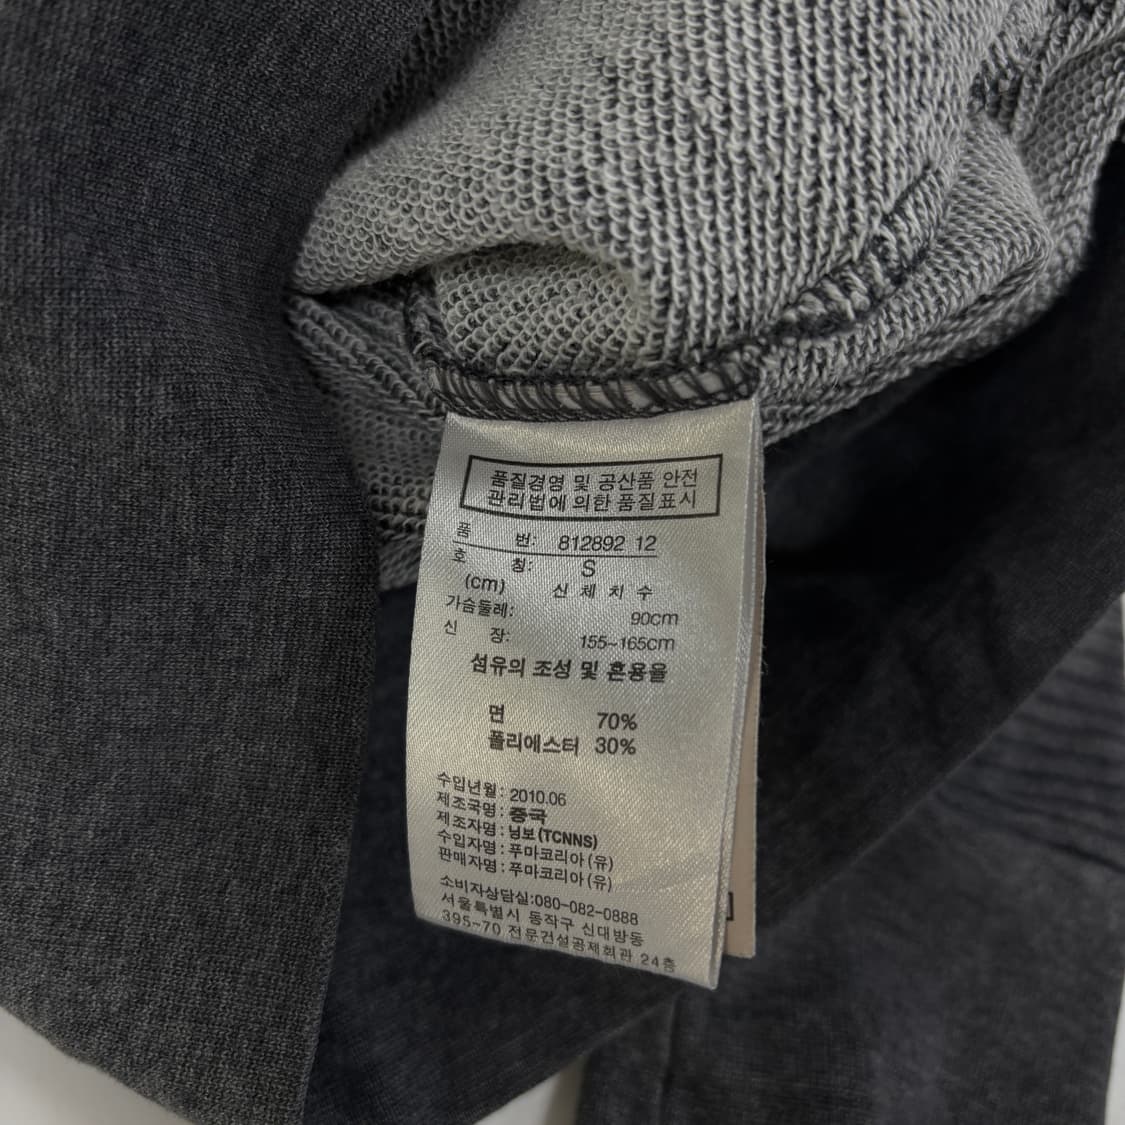 품질경영 및 공산품 안전
관리법에 의한 품질표시
품 번: 812892 12
호 칭: S
(cm) 신 체 치 수
가슴둘레: 90cm
신 장: 155~165cm
섬유의 조성 및 혼용율
면 70%
폴리에스터 30%
수입년월: 2010.06
제조국명: 중국
제조자명: 닝보(TCNNS)
수입자명: 푸마코리아(유)
판매자명: 푸마코리아(유)
소비자상담실:080-082-0888
서울특별시 동작구 신대방동
395-70 전문건설공제회관 24층